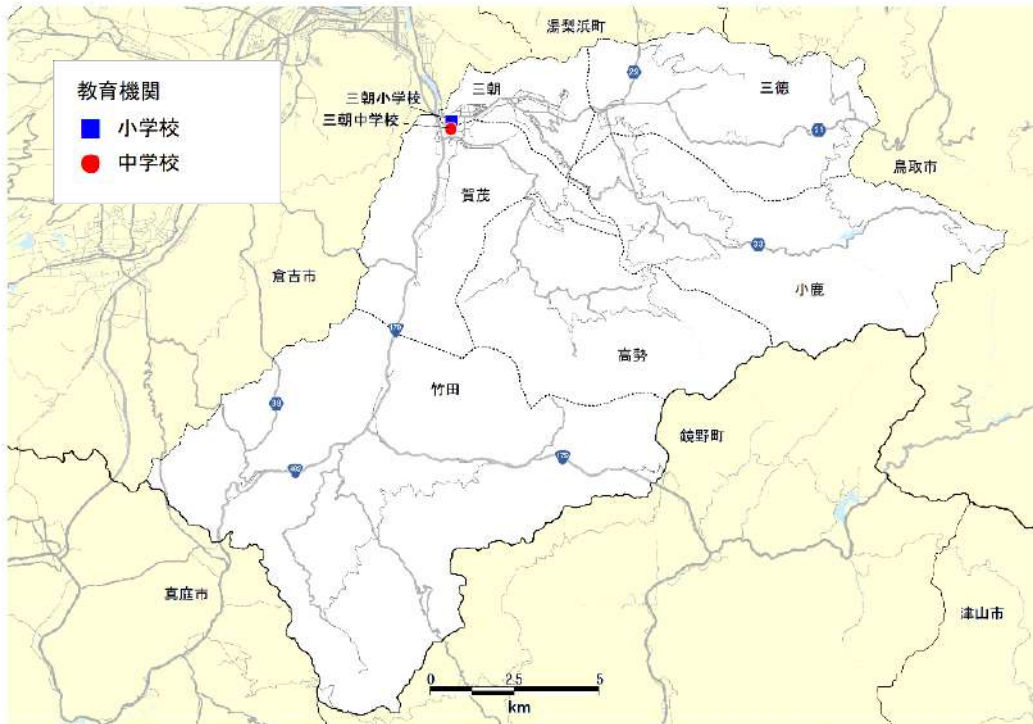 湯梨浜町
教育機関
小学校
中学校
三朝小学校
三朝中学校
三朝
三徳
29
21
鳥取市
賀茂
倉吉市
33
小鹿
179
高勢
竹田
38
鏡野町
482
179
真庭市
津山市
0 2.5 5
km